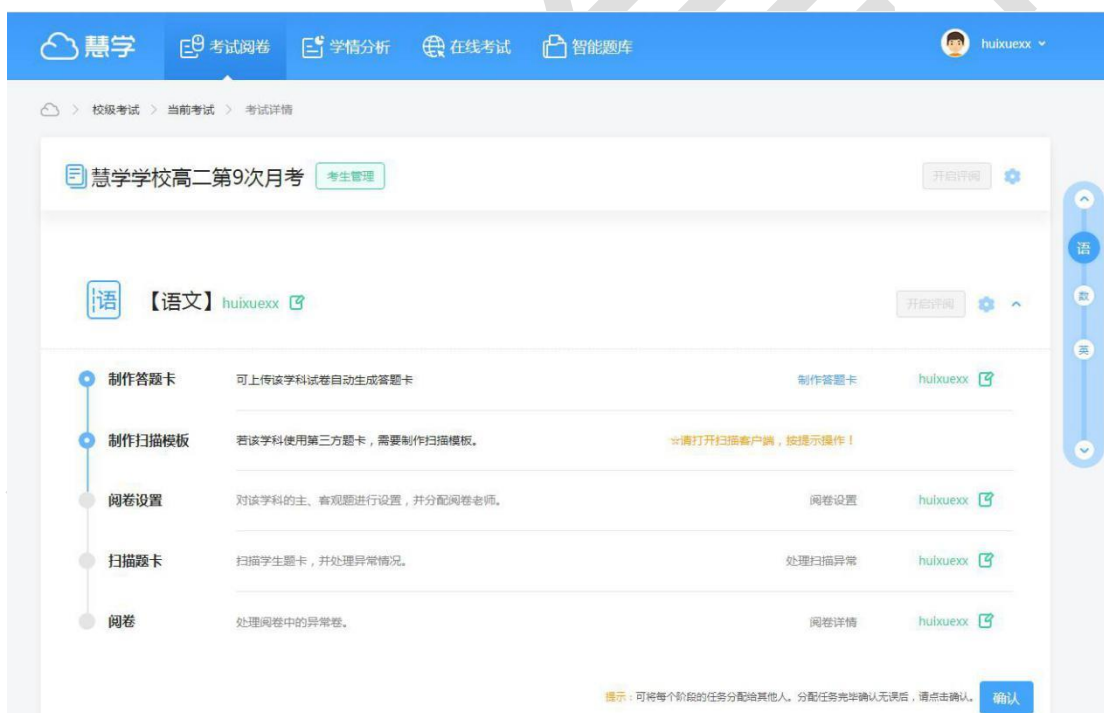 慧学 考试阅卷 学情分析 在线考试 智能题库 huixuexx
校级考试 > 当前考试 > 考试详情
慧学学校高二第9次月考 考生管理 开启评阅
语
语 【语文】 huixuexx 开启评阅
数
英
制作答题卡 可上传该学科试卷自动生成答题卡 制作答题卡 huixuexx
制作扫描模板 若该学科使用第三方题卡，需要制作扫描模板。 ☆请打开扫描客户端，按提示操作！
阅卷设置 对该学科的主、客观题进行设置，并分配阅卷老师。 阅卷设置 huixuexx
扫描题卡 扫描学生题卡，并处理异常情况。 处理扫描异常 huixuexx
阅卷 处理阅卷中的异常卷。 阅卷详情 huixuexx
提示：可将每个阶段的任务分配给其他人。分配任务完毕确认无误后，请点击确认。 确认